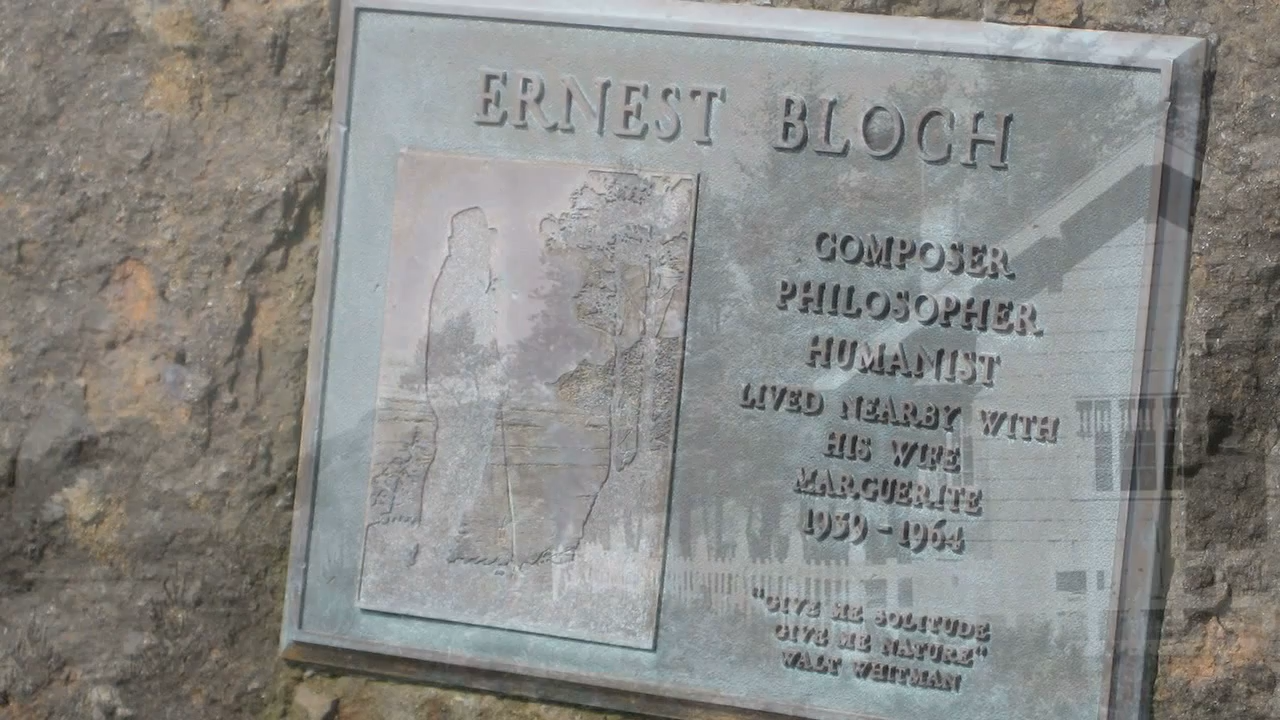 ERNEST BLOCH
COMPOSER
PHILOSOPHER
HUMANIST
LIVED NEARBY WITH
HIS WIFE
MARGUERITE
1939-1964
"GIVE ME SOLITUDE
GIVE ME NATURE"
WALT WHITMAN